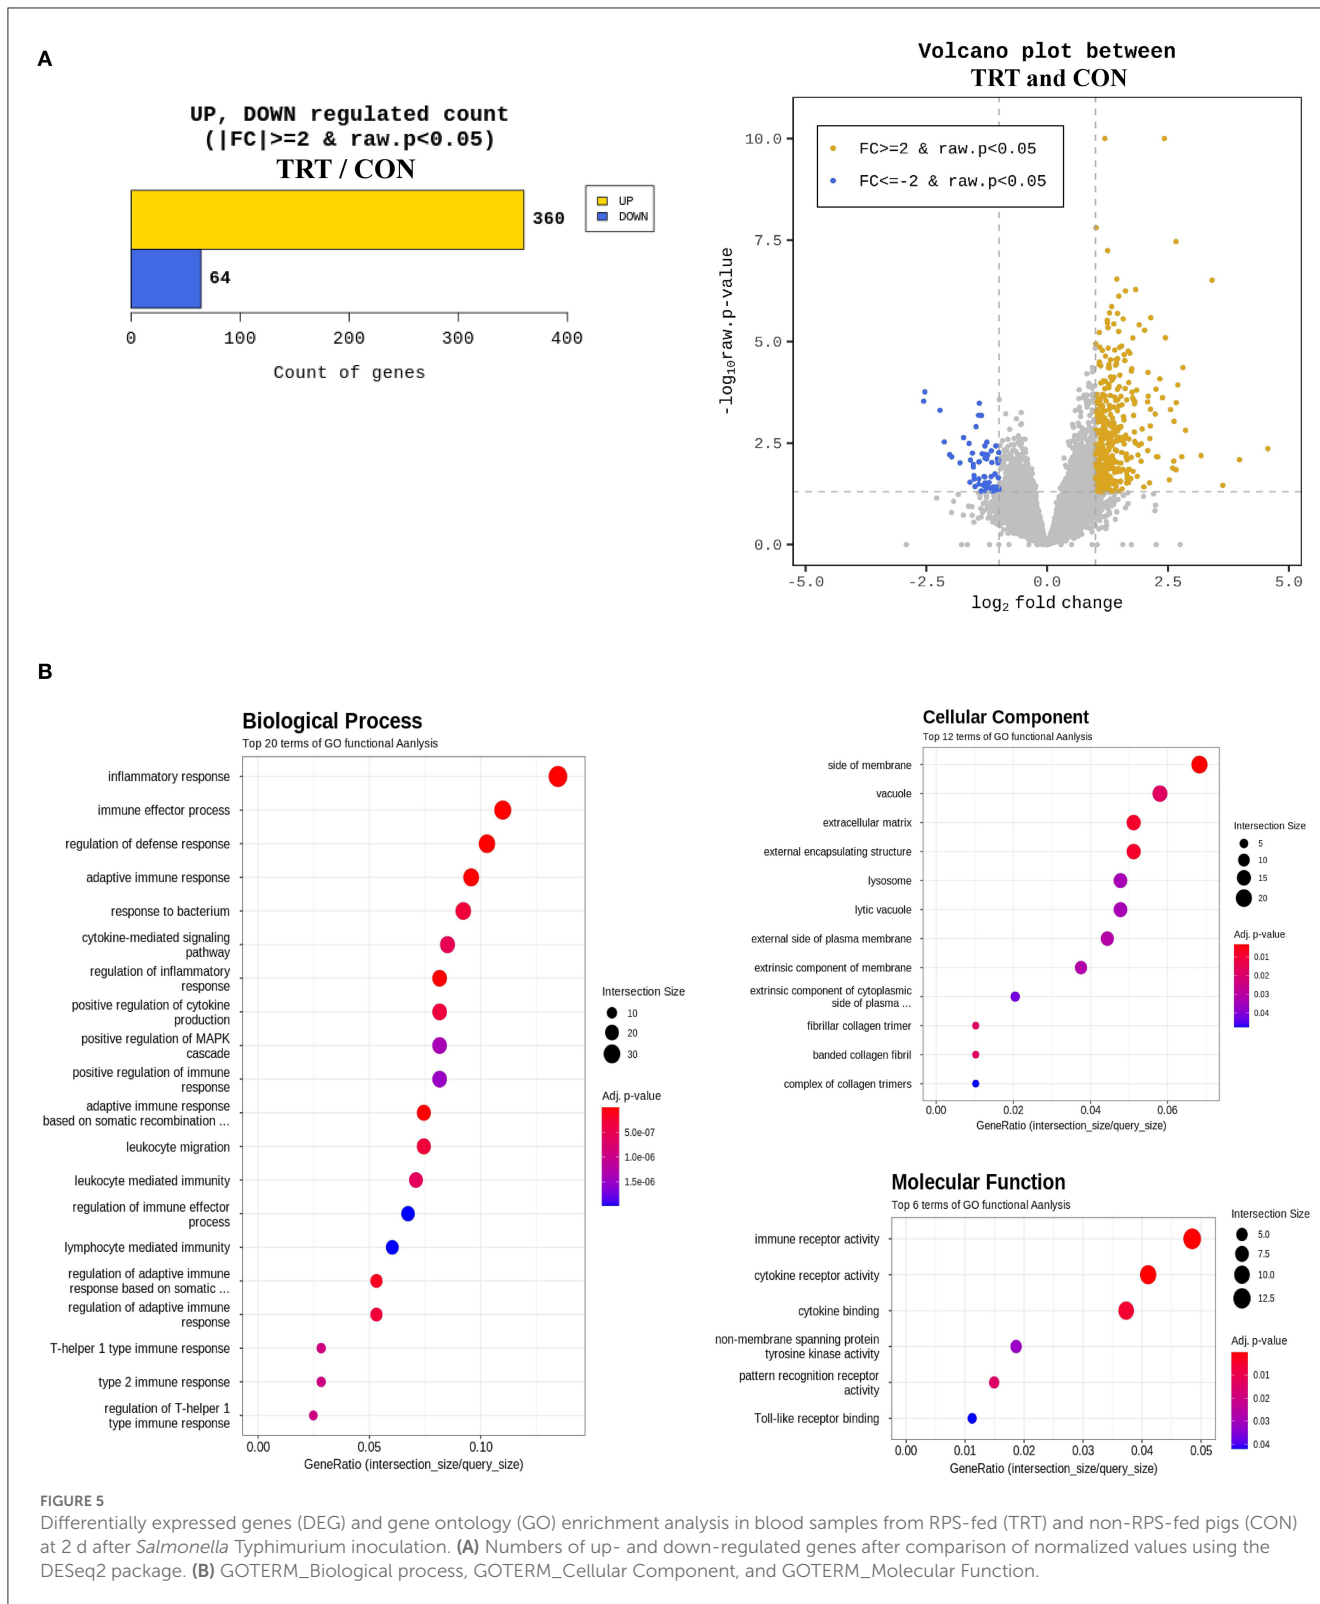 A
UP, DOWN regulated count
(|FC|>=2 & raw.p<0.05)
TRT / CON
360
64
UP
DOWN
0 100 200 300 400
Count of genes
Volcano plot between
TRT and CON
FC>=2 & raw.p<0.05
FC<=-2 & raw.p<0.05
10.0
7.5
5.0
2.5
0.0
-log10raw.p-value
-5.0 -2.5 0.0 2.5 5.0
log2 fold change
B
Biological Process
Top 20 terms of GO functional Aanlysis
inflammatory response
immune effector process
regulation of defense response
adaptive immune response
response to bacterium
cytokine-mediated signaling
pathway
regulation of inflammatory
response
positive regulation of cytokine
production
positive regulation of MAPK
cascade
positive regulation of immune
response
adaptive immune response
based on somatic recombination ...
leukocyte migration
leukocyte mediated immunity
regulation of immune effector
process
lymphocyte mediated immunity
regulation of adaptive immune
response based on somatic ...
regulation of adaptive immune
response
T-helper 1 type immune response
type 2 immune response
regulation of T-helper 1
type immune response
0.00 0.05 0.10
GeneRatio (intersection_size/query_size)
Intersection Size
10
20
30
Adj. p-value
5.0e-07
1.0e-06
1.5e-06
Cellular Component
Top 12 terms of GO functional Aanlysis
side of membrane
vacuole
extracellular matrix
external encapsulating structure
lysosome
lytic vacuole
external side of plasma membrane
extrinsic component of membrane
extrinsic component of cytoplasmic
side of plasma ...
fibrillar collagen trimer
banded collagen fibril
complex of collagen trimers
0.00 0.02 0.04 0.06
GeneRatio (intersection_size/query_size)
Intersection Size
5
10
15
20
Adj. p-value
0.01
0.02
0.03
0.04
Molecular Function
Top 6 terms of GO functional Aanlysis
immune receptor activity
cytokine receptor activity
cytokine binding
non-membrane spanning protein
tyrosine kinase activity
pattern recognition receptor
activity
Toll-like receptor binding
0.00 0.01 0.02 0.03 0.04 0.05
GeneRatio (intersection_size/query_size)
Intersection Size
5.0
7.5
10.0
12.5
Adj. p-value
0.01
0.02
0.03
0.04
FIGURE 5
Differentially expressed genes (DEG) and gene ontology (GO) enrichment analysis in blood samples from RPS-fed (TRT) and non-RPS-fed pigs (CON)
at 2 d after Salmonella Typhimurium inoculation. (A) Numbers of up- and down-regulated genes after comparison of normalized values using the
DESeq2 package. (B) GOTERM_Biological process, GOTERM_Cellular Component, and GOTERM_Molecular Function.